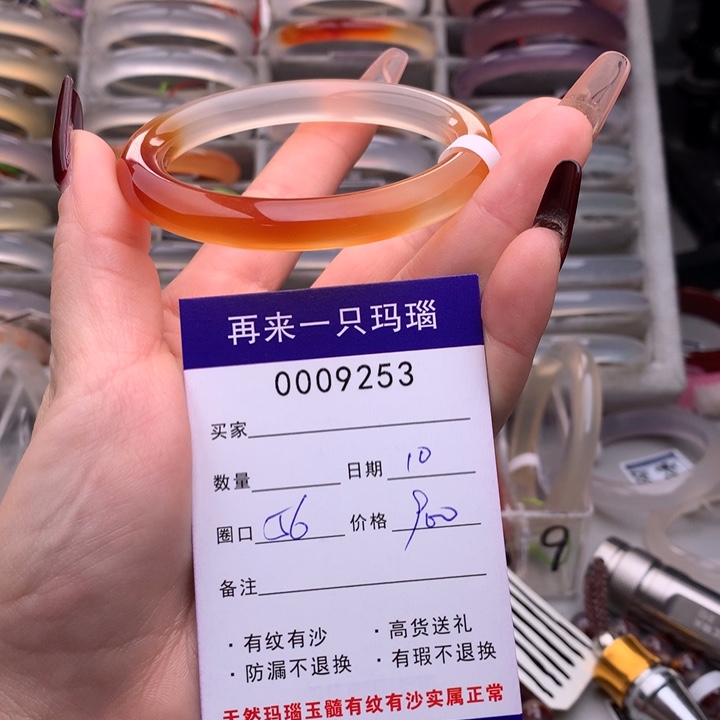 再来一只玛瑙
0009253
买家
数量 日期 10
圈口 56 价格 900
备注
·有纹有沙 ·高货送礼
·防漏不退换 ·有瑕不退换
天然玛瑙玉髓有纹有沙实属正常
9